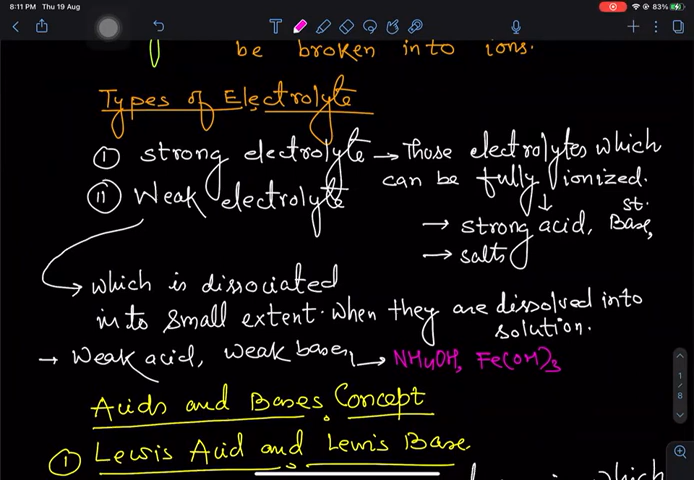 8:11 PM Thu 19 Aug
83%
be broken into ions.
Types of Electrolyte
(I) strong electrolyte → Those electrolytes which
can be fully ionized.
(II) Weak electrolyte
→ strong acid, st. Base,
→ salts
→ which is dissociated
into small extent when they are dissolved into
solution.
→ Weak acid, weak base, → NH4OH, Fe(OH)3
Acids and Bases Concept
(I) Lewis Acid and Lewis Base
which
1/8